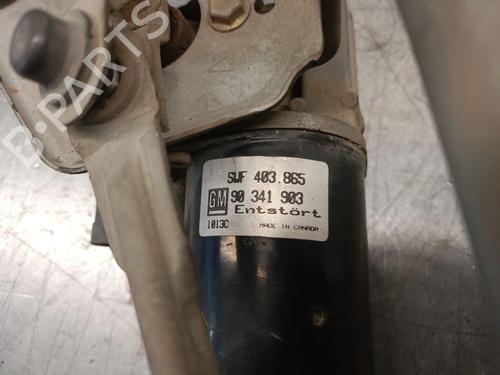 B-PARTS
SWF 403.865
GM 90 341 903
Entstört
1013C MADE IN CANADA